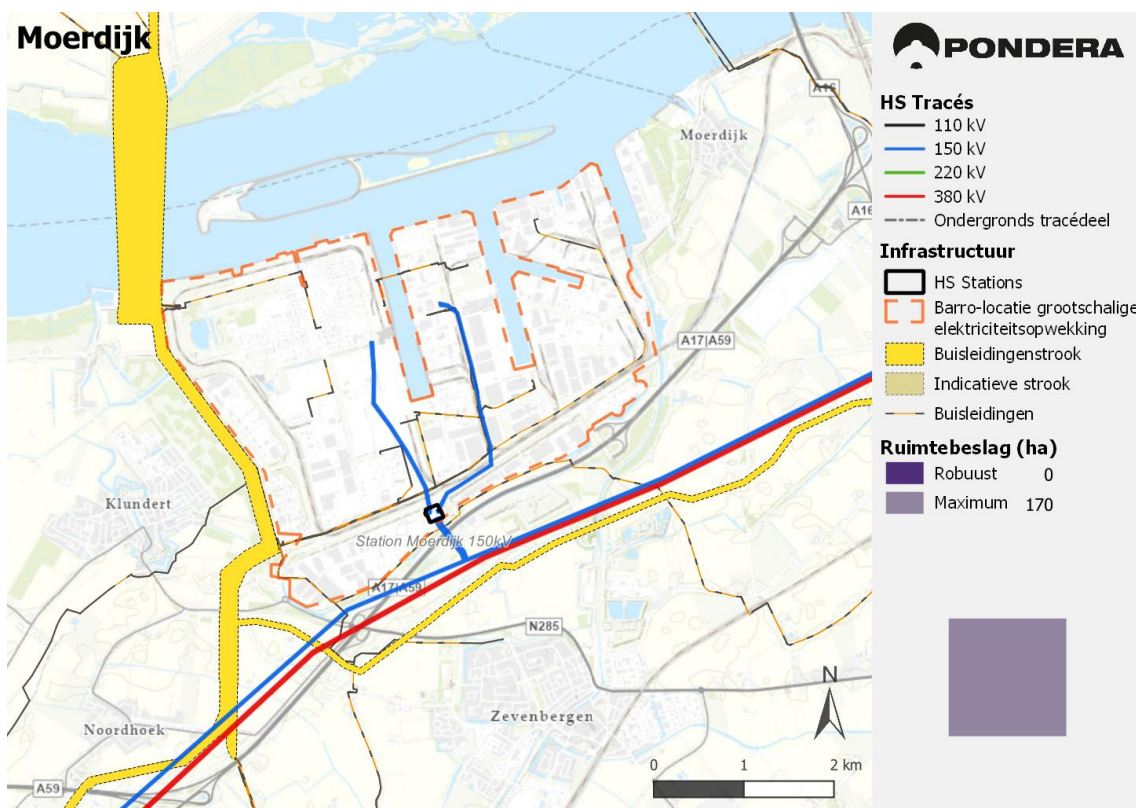 Moerdijk
A16
Moerdijk
A16
A17|A59
Klundert
Station Moerdijk 150kV
A17|A59
N285
Zevenbergen
Noordhoek
A59
N
0 1 2 km
PONDERA
HS Tracés
110 kV
150 kV
220 kV
380 kV
Ondergronds tracédeel
Infrastructuur
HS Stations
Barro-locatie grootschalige
elektriciteitsopwekking
Buisleidingenstrook
Indicatieve strook
Buisleidingen
Ruimtebeslag (ha)
Robuust 0
Maximum 170